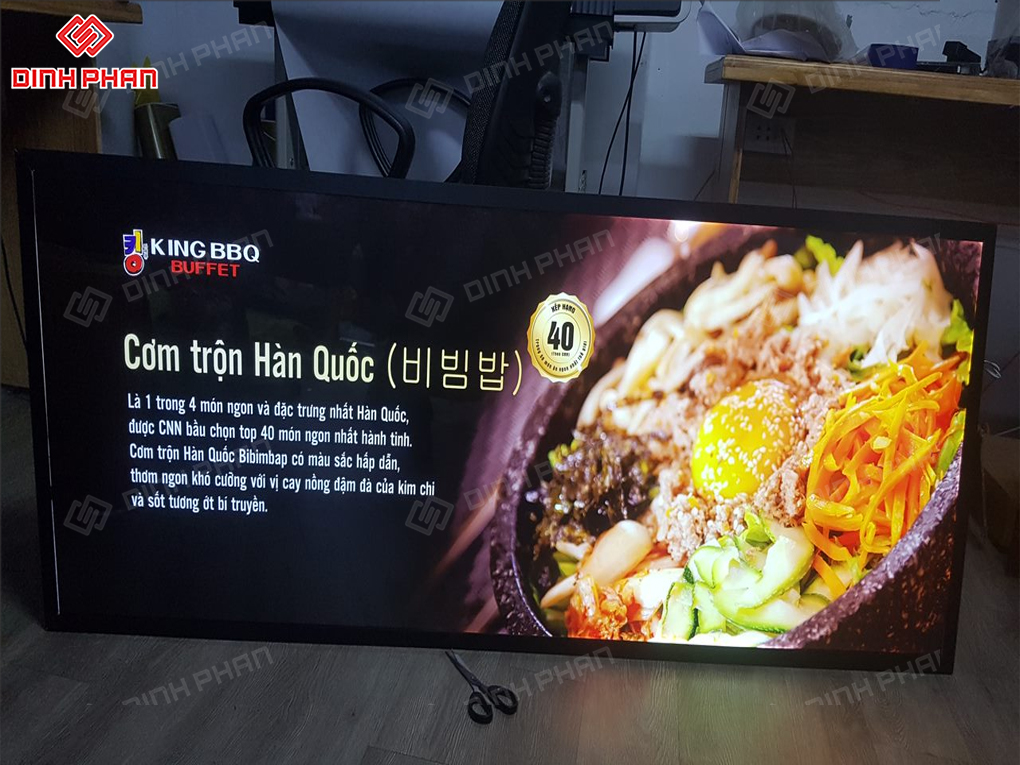 DINH PHAN
KING BBQ
BUFFET
XẾP HẠNG
40
Cơm trộn Hàn Quốc (비빔밥)
Là 1 trong 4 món ngon và đặc trưng nhất Hàn Quốc,
được CNN bầu chọn top 40 món ngon nhất hành tinh.
Cơm trộn Hàn Quốc Bibimbap có màu sắc hấp dẫn,
thơm ngon khó cưỡng với vị cay nồng đậm đà của kim chi
và sốt tương ớt bí truyền.